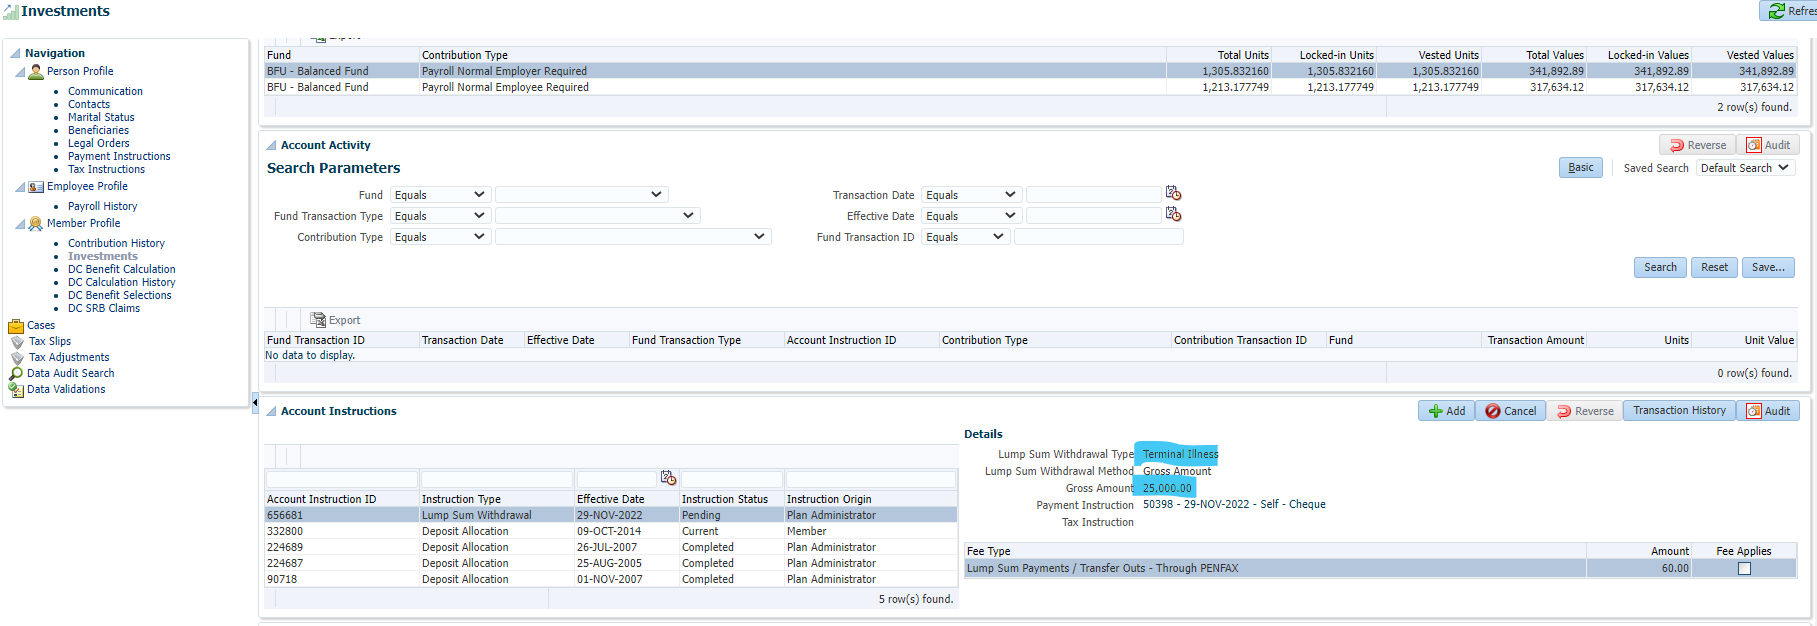 Investments
Refres
Navigation
Person Profile
Communication
Contacts
Marital Status
Beneficiaries
Legal Orders
Payment Instructions
Tax Instructions
Employee Profile
Payroll History
Member Profile
Contribution History
Investments
DC Benefit Calculation
DC Calculation History
DC Benefit Selections
DC SRB Claims
Cases
Tax Slips
Tax Adjustments
Data Audit Search
Data Validations
Fund Contribution Type Total Units Locked-in Units Vested Units Total Values Locked-in Values Vested Values
BFU - Balanced Fund Payroll Normal Employer Required 1,305.832160 1,305.832160 1,305.832160 341,892.89 341,892.89 341,892.89
BFU - Balanced Fund Payroll Normal Employee Required 1,213.177749 1,213.177749 1,213.177749 317,634.12 317,634.12 317,634.12
2 row(s) found.
Account Activity Reverse Audit
Search Parameters Basic Saved Search Default Search
Fund Equals Transaction Date Equals
Fund Transaction Type Equals Effective Date Equals
Contribution Type Equals Fund Transaction ID Equals
Search Reset Save...
Export
Fund Transaction ID Transaction Date Effective Date Fund Transaction Type Account Instruction ID Contribution Type Contribution Transaction ID Fund Transaction Amount Units Unit Value
No data to display.
0 row(s) found.
Account Instructions Add Cancel Reverse Transaction History Audit
Account Instruction ID Instruction Type Effective Date Instruction Status Instruction Origin
656681 Lump Sum Withdrawal 29-NOV-2022 Pending Plan Administrator
332800 Deposit Allocation 09-OCT-2014 Current Member
224689 Deposit Allocation 26-JUL-2007 Completed Plan Administrator
224687 Deposit Allocation 25-AUG-2005 Completed Plan Administrator
90718 Deposit Allocation 01-NOV-2007 Completed Plan Administrator
5 row(s) found.
Details
Lump Sum Withdrawal Type Terminal Illness
Lump Sum Withdrawal Method Gross Amount
Gross Amount 25,000.00
Payment Instruction 50398 - 29-NOV-2022 - Self - Cheque
Tax Instruction
Fee Type Amount Fee Applies
Lump Sum Payments / Transfer Outs - Through PENFAX 60.00